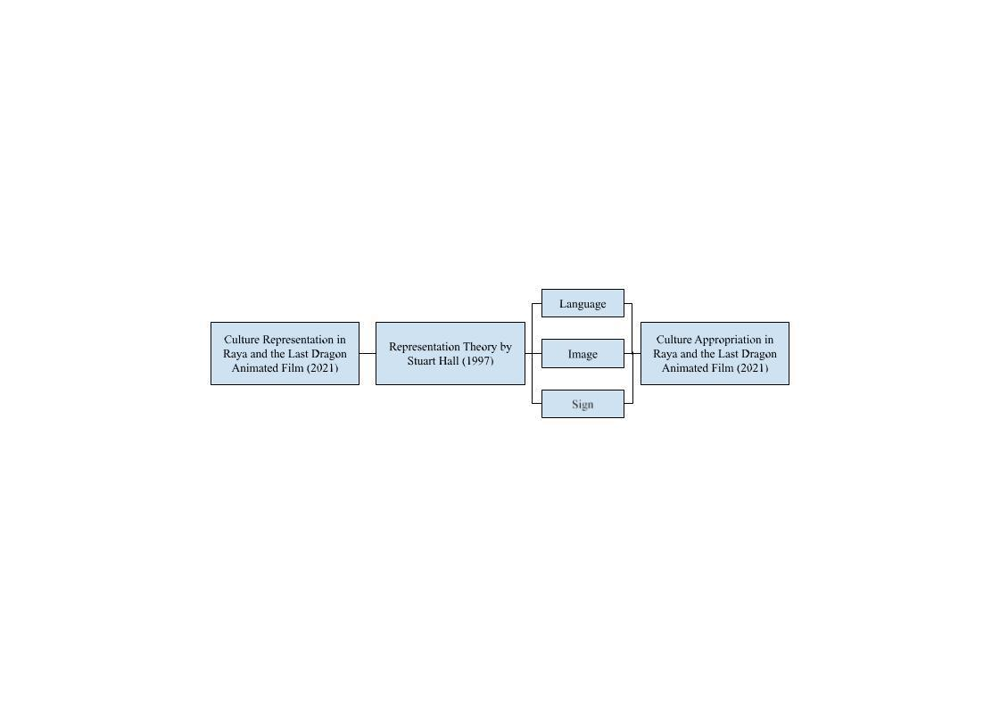 Culture Representation in
Raya and the Last Dragon
Animated Film (2021)
Representation Theory by
Stuart Hall (1997)
Language
Image
Sign
Culture Appropriation in
Raya and the Last Dragon
Animated Film (2021)